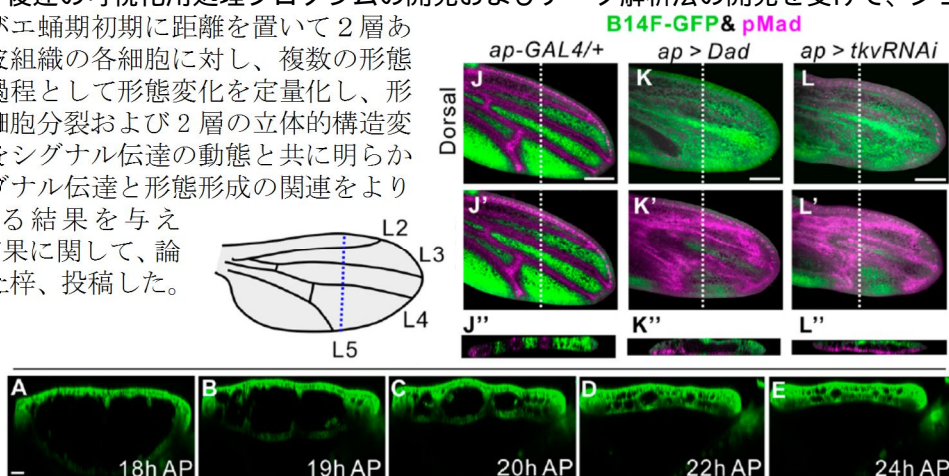 びエ蛹期初期に距離を置いて２層あ
皮組織の各細胞に対し、複数の形態
過程として形態変化を定量化し、形
細胞分裂および２層の立体的構造変
をシグナル伝達の動態と共に明らか
グナル伝達と形態形成の関連をより
る結果を与え
果に関して、論
た梓、投稿した。
B14F-GFP& pMad
ap-GAL4/+
ap > Dad
ap > tkvRNAi
Dorsal
J
K
L
J’
K’
L’
J’’
K’’
L’’
L2
L3
L4
L5
A
18h AP
B
19h AP
C
20h AP
D
22h AP
E
24h AP